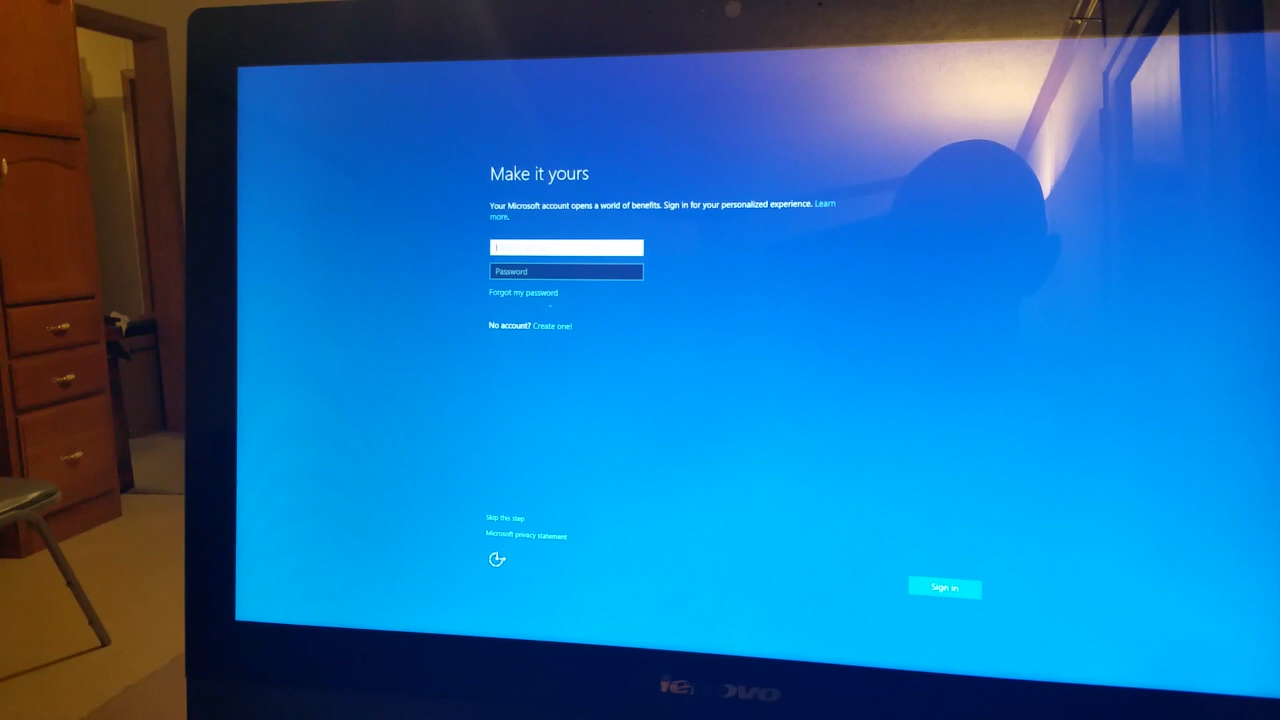 Make it yours
Your Microsoft account opens a world of benefits. Sign in for your personalized experience. Learn
more.
Password
Forgot my password
No account? Create one!
Skip this step
Microsoft privacy statement
Sign in
lenovo